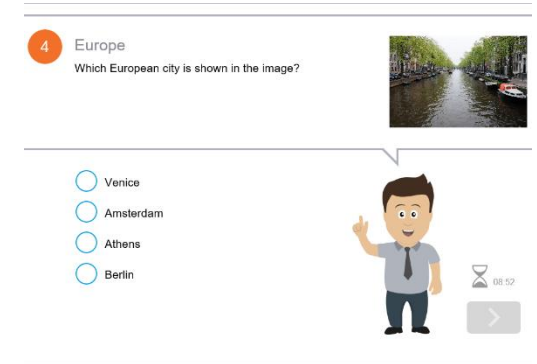 4
Europe
Which European city is shown in the image?
Venice
Amsterdam
Athens
Berlin
08:52